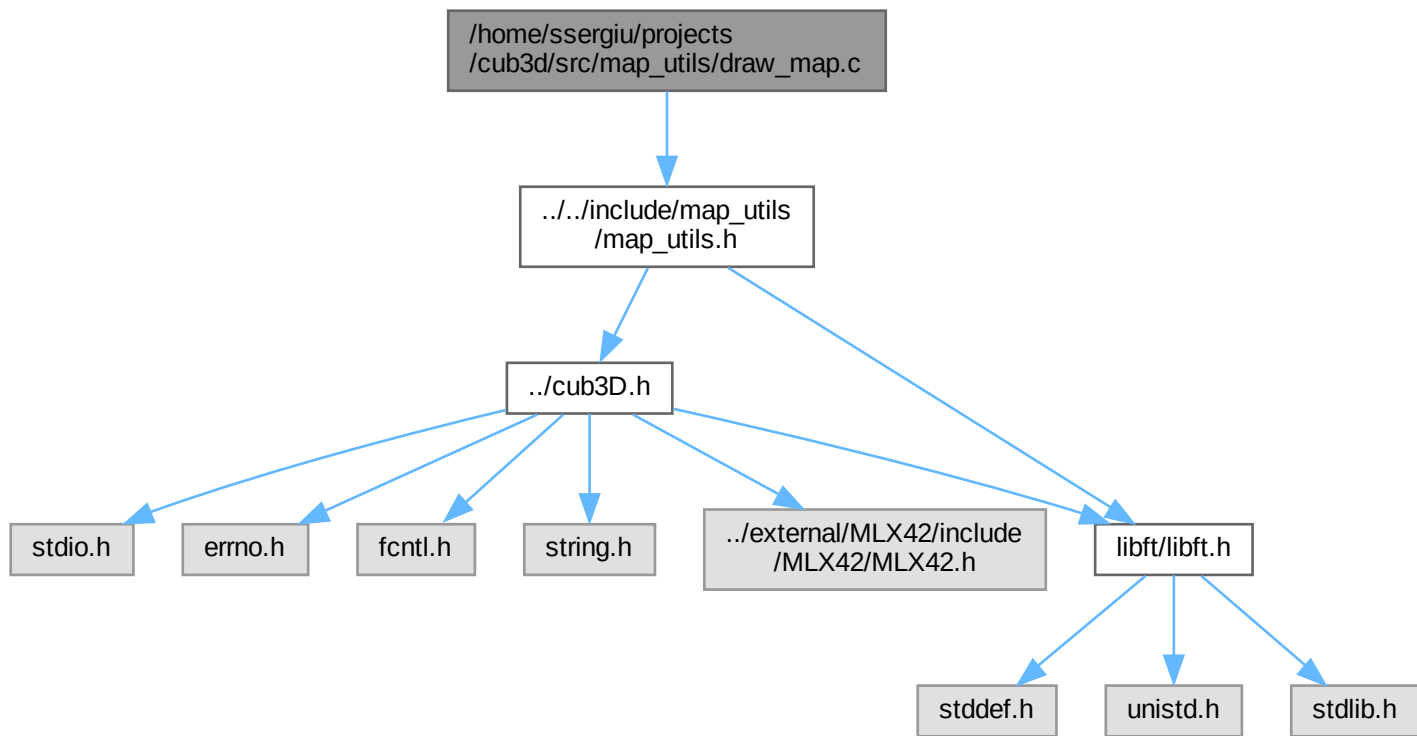 /home/ssergiu/projects
/cub3d/src/map_utils/draw_map.c
../../include/map_utils
/map_utils.h
../cub3D.h
stdio.h
errno.h
fcntl.h
string.h
../external/MLX42/include
/MLX42/MLX42.h
libft/libft.h
stddef.h
unistd.h
stdlib.h